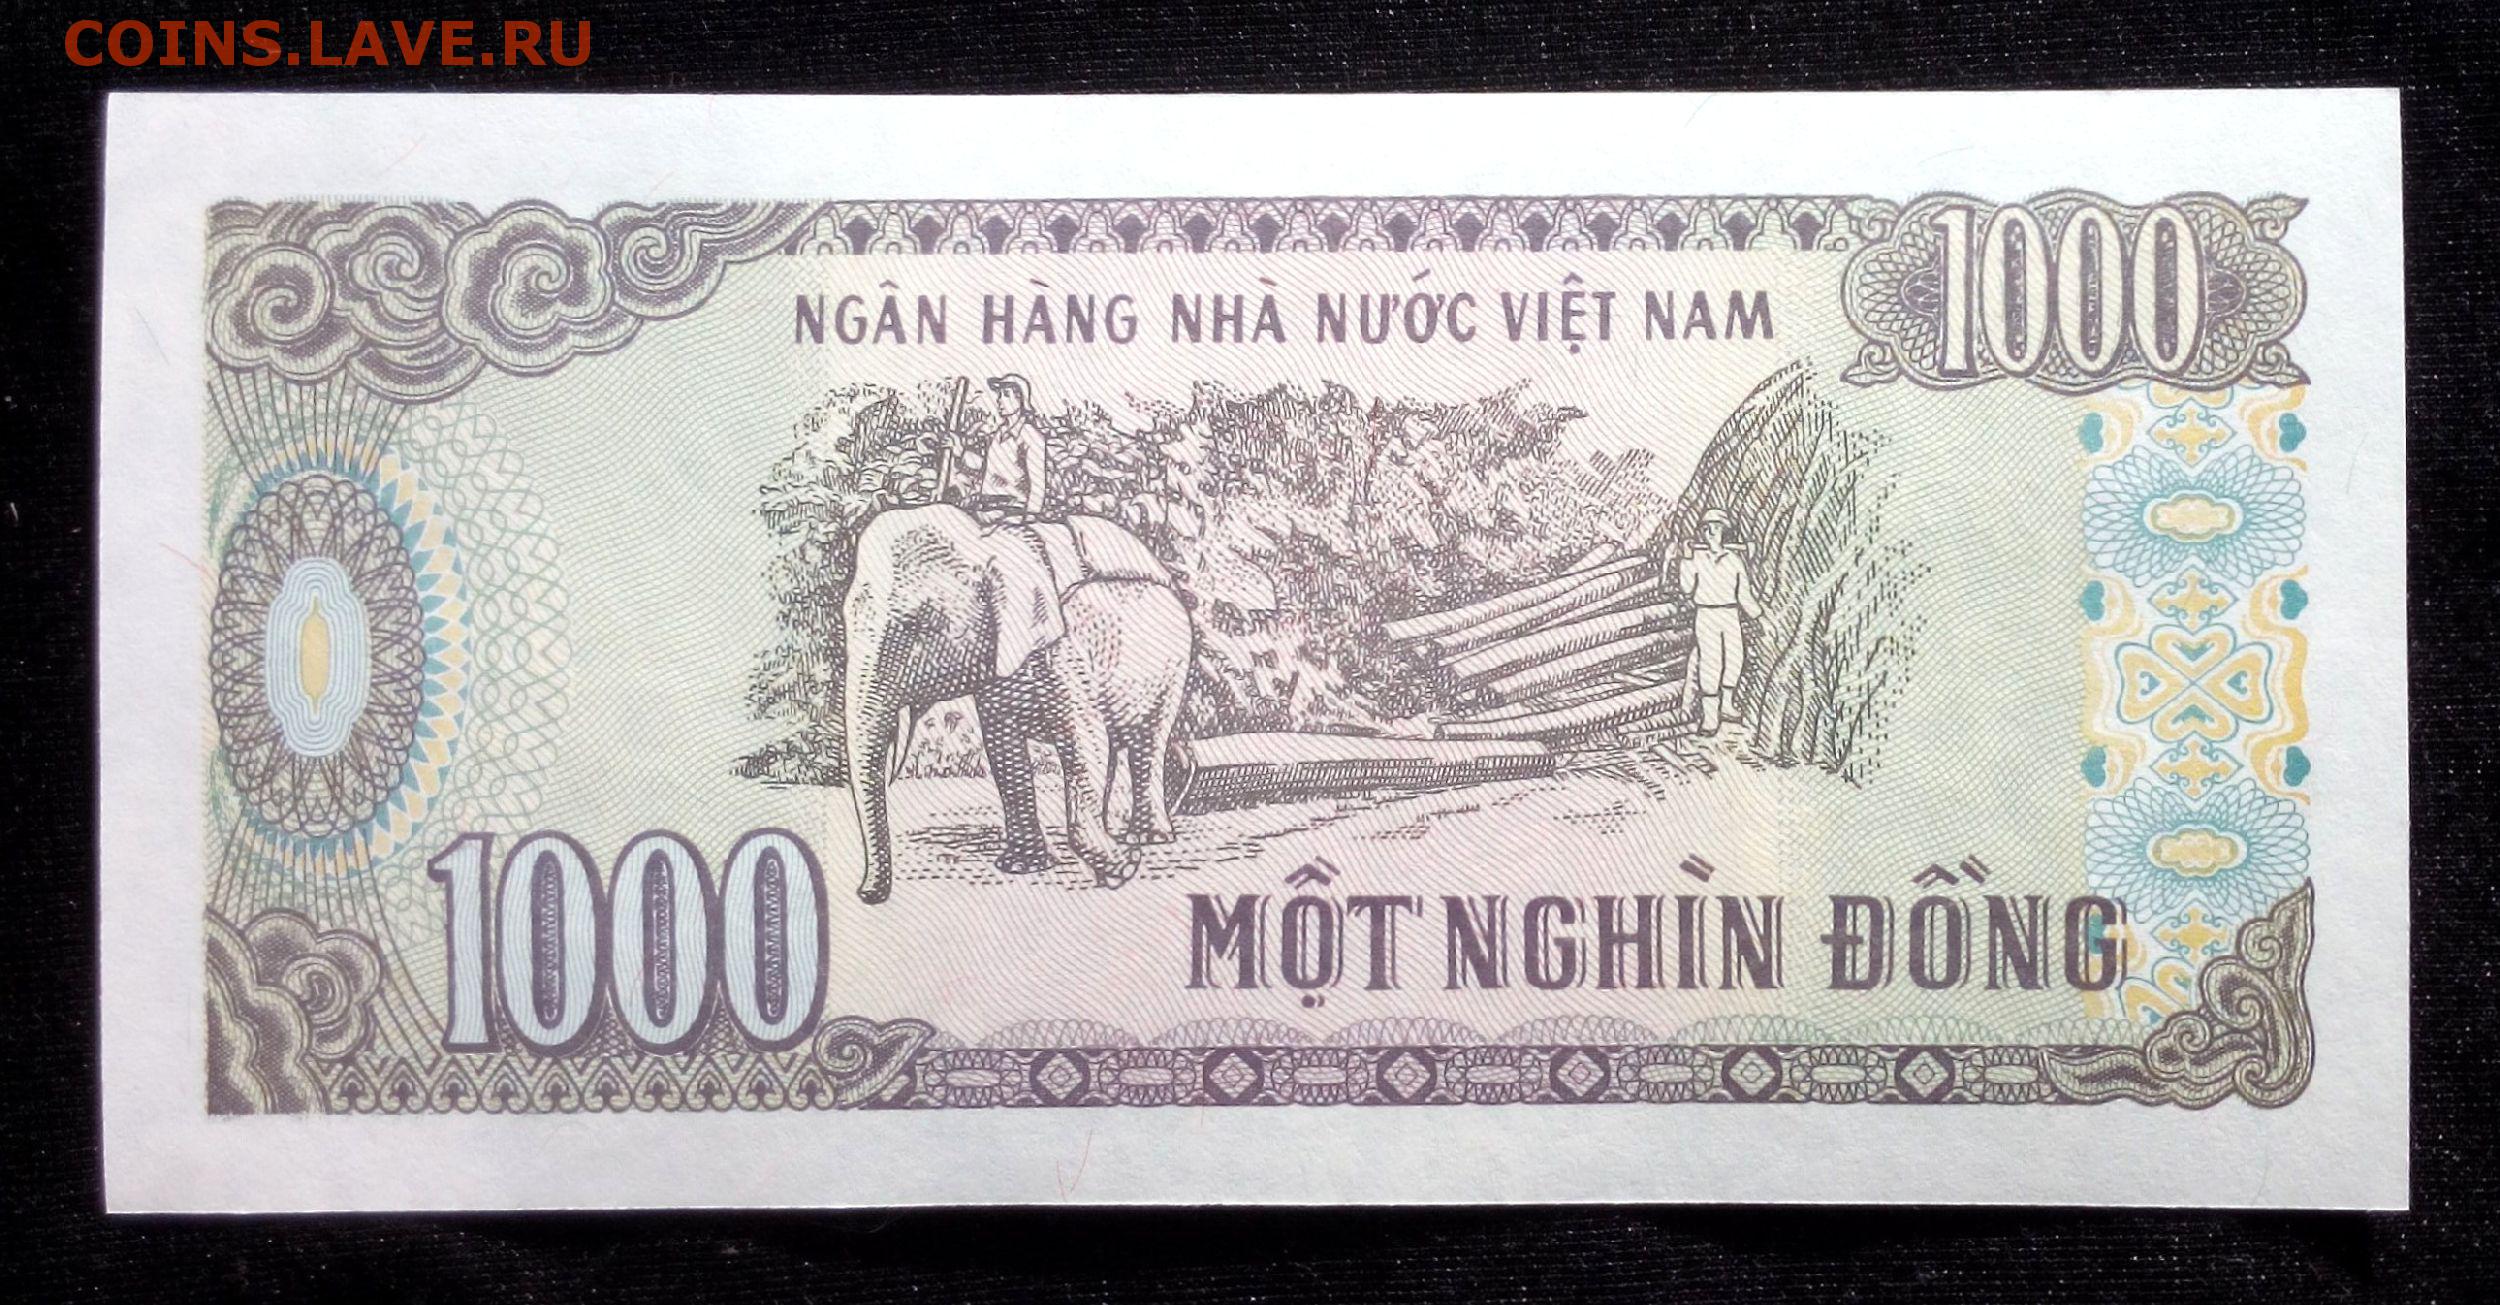 COINS.LAVE.RU
1000
NGÂN HÀNG NHÀ NƯỚC VIỆT NAM
1000
MỘT NGHÌN ĐỒNG